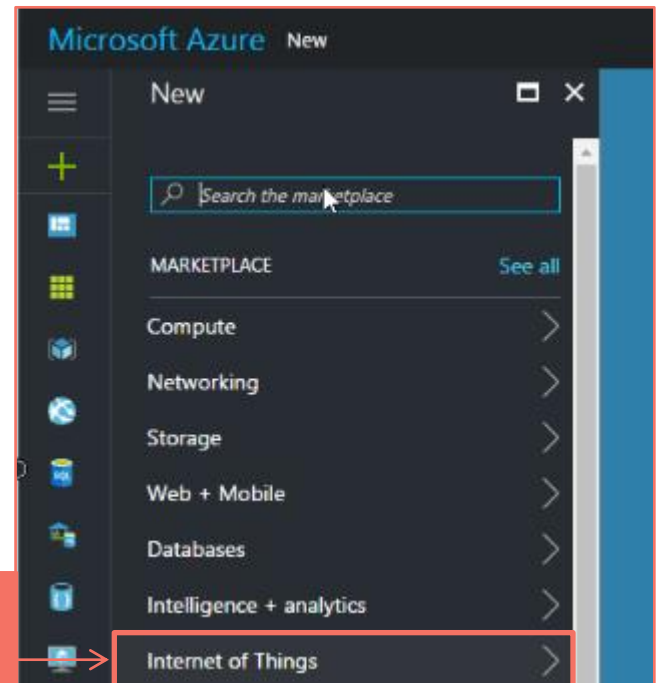 Microsoft Azure New
New
Search the marketplace
MARKETPLACE See all
Compute
Networking
Storage
Web + Mobile
Databases
Intelligence + analytics
Internet of Things